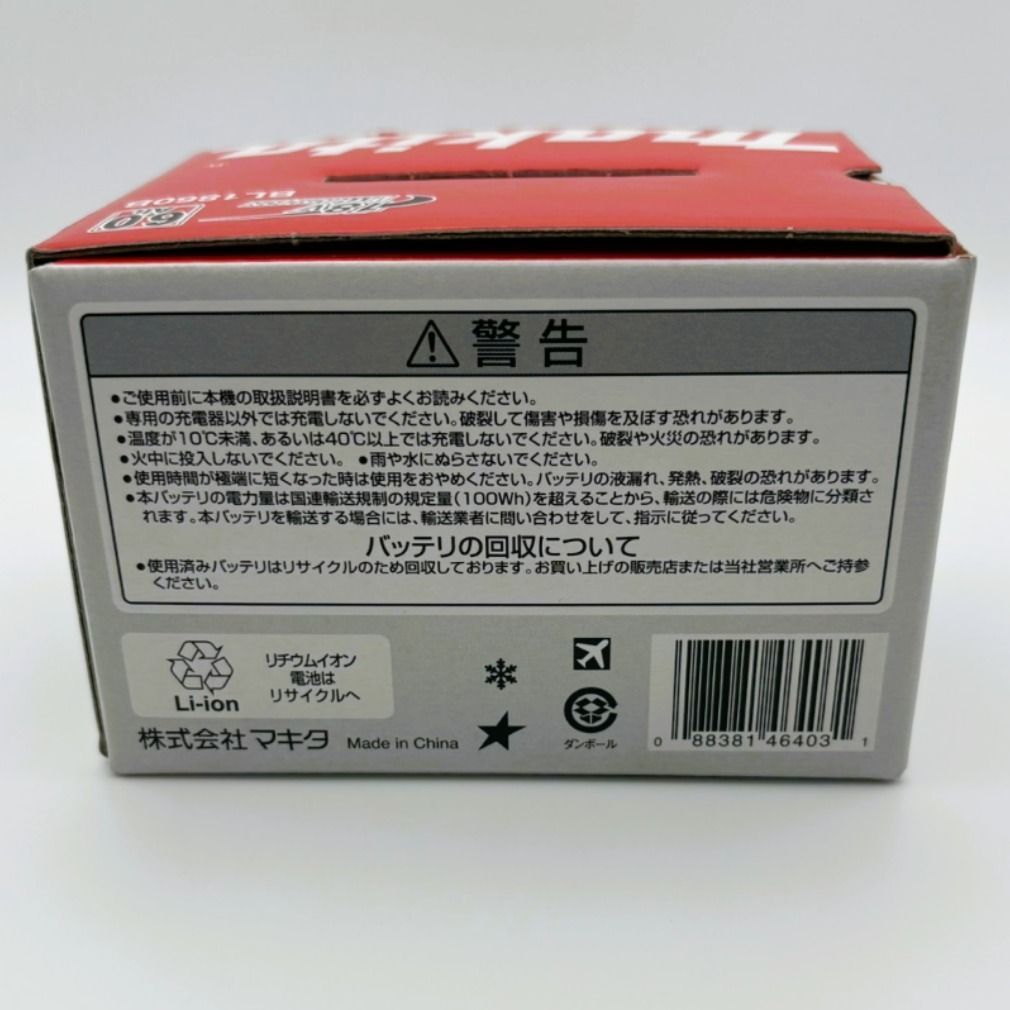 makita
BL1860B
6.0
Ah
警告
●ご使用前に本機の取扱説明書を必ずよくお読みください。
●専用の充電器以外では充電しないでください。破裂して傷害や損傷を及ぼす恐れがあります。
●温度が10℃未満、あるいは40℃以上では充電しないでください。破裂や火災の恐れがあります。
●火中に投入しないでください。 ●雨や水にぬらさないでください。
●使用時間が極端に短くなった時は使用をおやめください。バッテリの液漏れ、発熱、破裂の恐れがあります。
●本バッテリの電力量は国連輸送規制の規定量(100Wh)を超えることから、輸送の際には危険物に分類さ
れます。本バッテリを輸送する場合には、輸送業者に問い合わせをして、指示に従ってください。
バッテリの回収について
●使用済みバッテリはリサイクルのため回収しております。お買い上げの販売店または当社営業所へご持参
ください。
Li-ion
リチウムイオン
電池は
リサイクルへ
株式会社マキタ Made in China
ダンボール
0 88381 46403 1